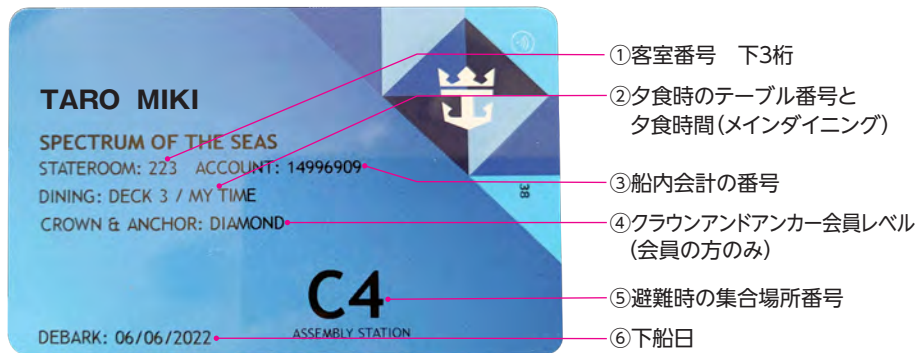 TARO MIKI
SPECTRUM OF THE SEAS
STATEROOM: 223 ACCOUNT: 14996909
DINING: DECK 3 / MY TIME
CROWN & ANCHOR: DIAMOND
38
C4
ASSEMBLY STATION
DEBARK: 06/06/2022
①客室番号　下3桁
②夕食時のテーブル番号と
夕食時間(メインダイニング)
③船内会計の番号
④クラウンアンドアンカー会員レベル
(会員の方のみ)
⑤避難時の集合場所番号
⑥下船日